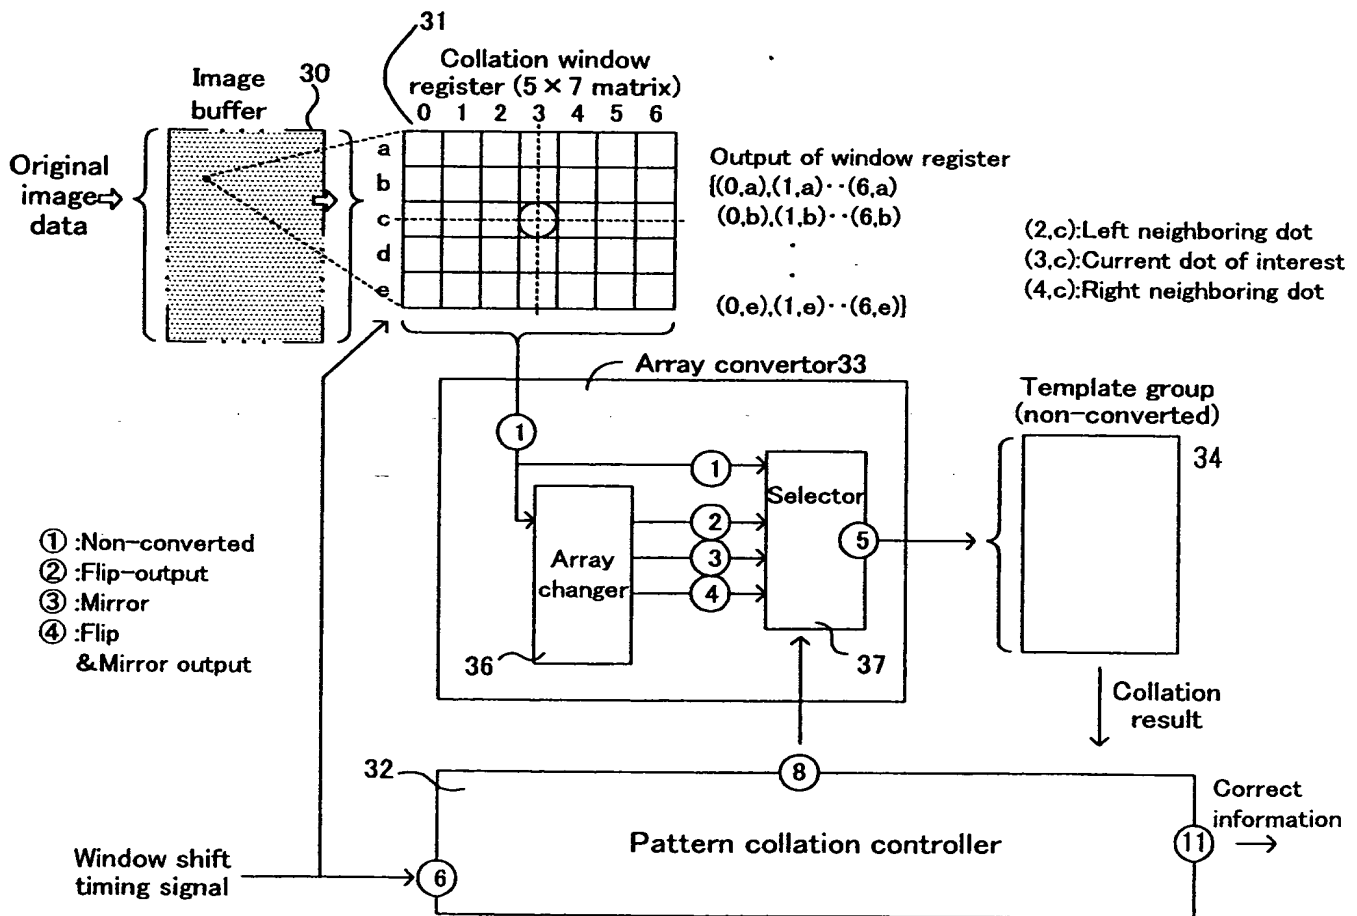 31
Collation window
register (5 × 7 matrix)
0 1 2 3 4 5 6
Image
buffer
30
Original
image
data
a
b
c
d
e
Output of window register
{(0,a),(1,a)··(6,a)
(0,b),(1,b)··(6,b)
·
·
(0,e),(1,e)··(6,e)}
(2,c):Left neighboring dot
(3,c):Current dot of interest
(4,c):Right neighboring dot
Array convertor33
1
1
2
3
4
Array
changer
36
Selector
5
37
Template group
(non-converted)
34
① :Non-converted
② :Flip-output
③ :Mirror
④ :Flip
&Mirror output
Collation
result
32
8
Pattern collation controller
Correct
information
11
Window shift
timing signal
6